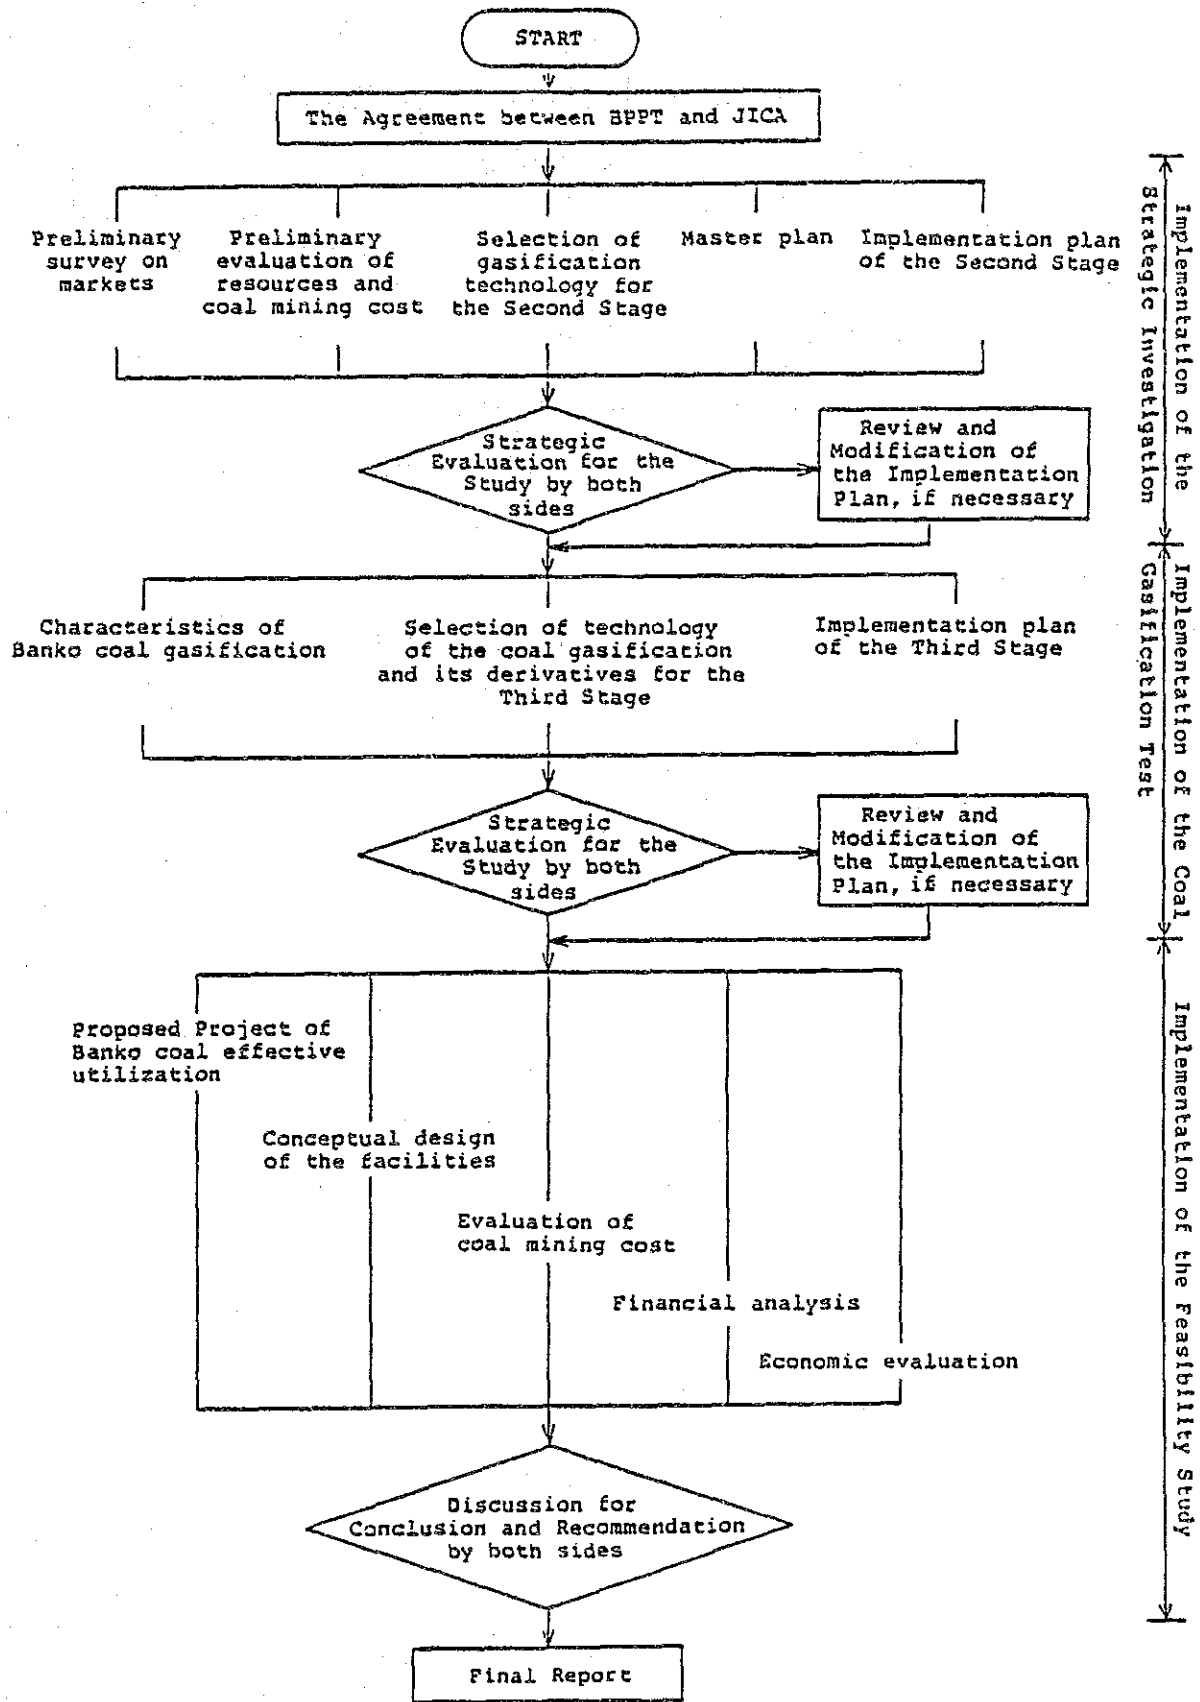 START
The Agreement between BPPT and JICA
Preliminary
survey on
markets
Preliminary
evaluation of
resources and
coal mining cost
Selection of
gasification
technology for
the Second Stage
Master plan
Implementation plan
of the Second Stage
Implementation of the
Strategic Investigation
Strategic
Evaluation for the
Study by both
sides
Review and
Modification of
the Implementation
Plan, if necessary
Characteristics of
Banko coal gasification
Selection of technology
of the coal gasification
and its derivatives for the
Third Stage
Implementation plan
of the Third Stage
Implementation of the Coal
Gasification Test
Strategic
Evaluation for the
Study by both
sides
Review and
Modification of
the Implementation
Plan, if necessary
Proposed Project of
Banko coal effective
utilization
Conceptual design
of the facilities
Evaluation of
coal mining cost
Financial analysis
Economic evaluation
Implementation of the Feasibility Study
Discussion for
Conclusion and Recommendation
by both sides
Final Report